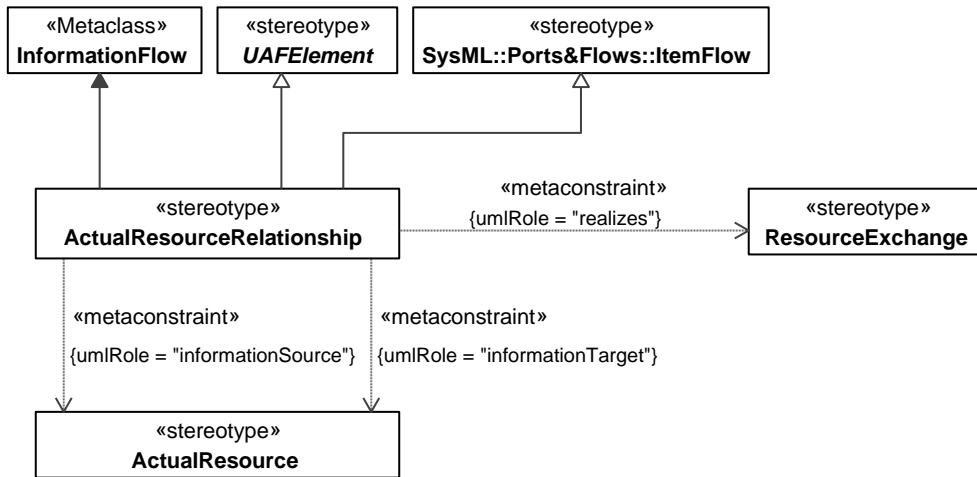 «Metaclass»
InformationFlow
«stereotype»
UAFElement
«stereotype»
SysML::Ports&Flows::ItemFlow
«stereotype»
ActualResourceRelationship
«metaconstraint»
{umlRole = "realizes"}
«stereotype»
ResourceExchange
«metaconstraint»
{umlRole = "informationSource"}
«metaconstraint»
{umlRole = "informationTarget"}
«stereotype»
ActualResource